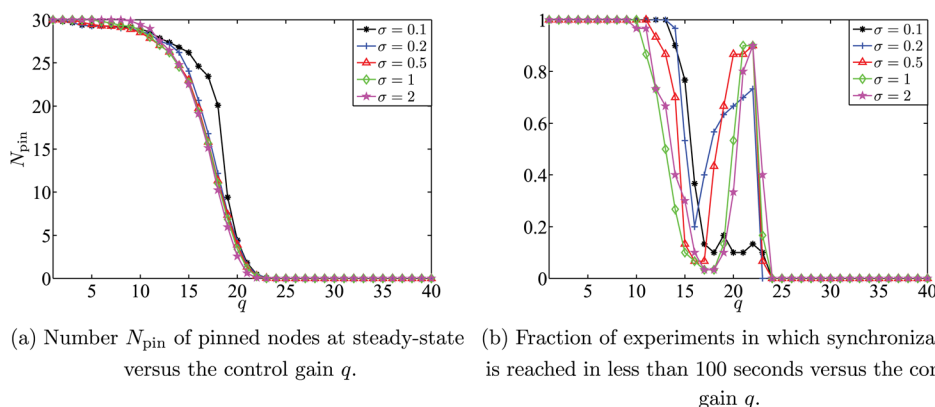 30
25
20
15
10
5
0
N_pin
5 10 15 20 25 30 35 40
q
σ = 0.1
σ = 0.2
σ = 0.5
σ = 1
σ = 2
1
0.8
0.6
0.4
0.2
0
5 10 15 20 25 30 35 40
q
σ = 0.1
σ = 0.2
σ = 0.5
σ = 1
σ = 2
(a) Number N_pin of pinned nodes at steady-state
versus the control gain q.
(b) Fraction of experiments in which synchroniza
is reached in less than 100 seconds versus the co
gain q.